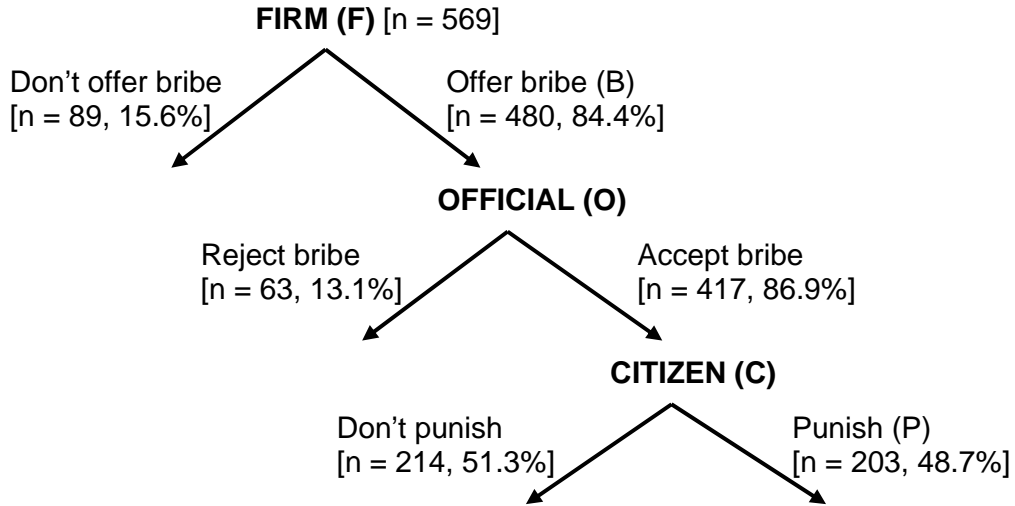 FIRM (F) [n = 569]
Don't offer bribe
[n = 89, 15.6%]
Offer bribe (B)
[n = 480, 84.4%]
OFFICIAL (O)
Reject bribe
[n = 63, 13.1%]
Accept bribe
[n = 417, 86.9%]
CITIZEN (C)
Don't punish
[n = 214, 51.3%]
Punish (P)
[n = 203, 48.7%]